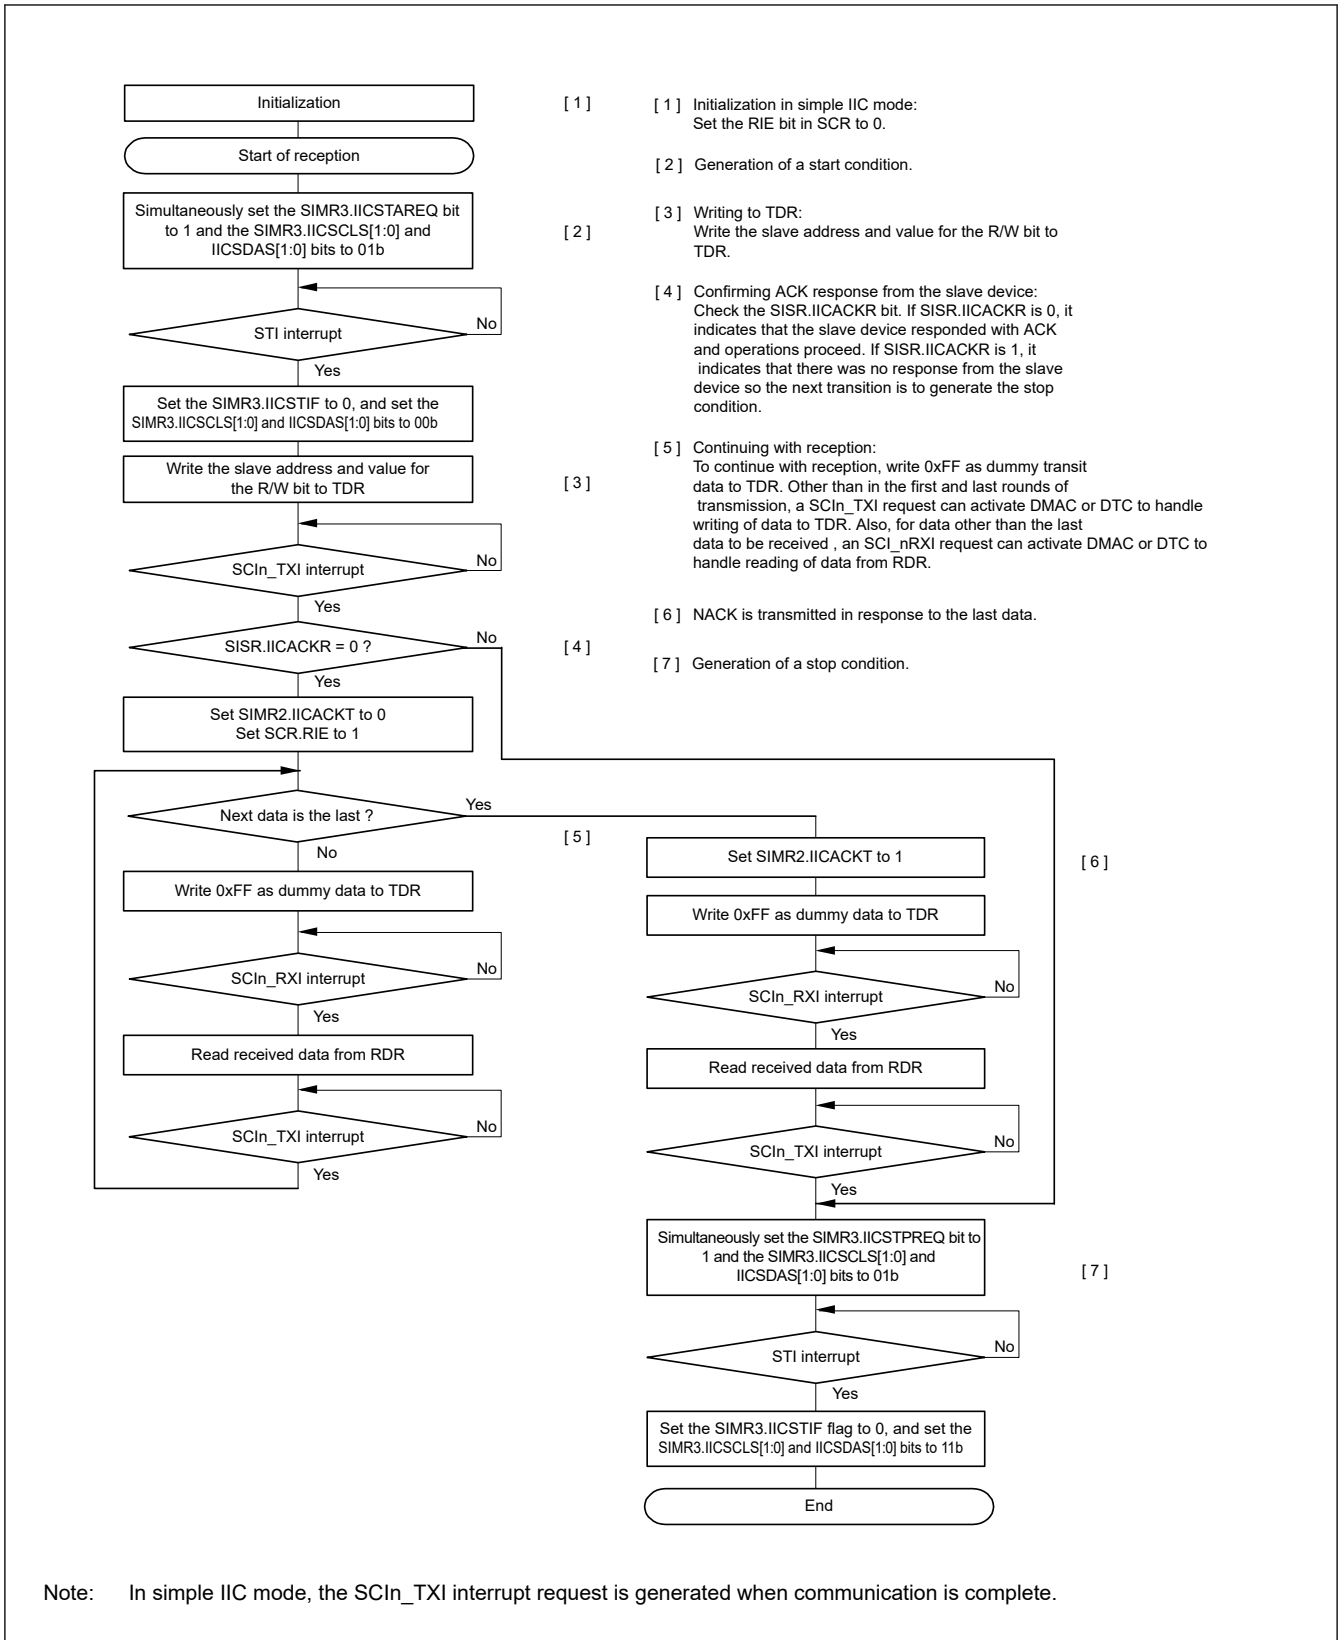 Initialization
[ 1 ]
Start of reception
Simultaneously set the SIMR3.IICSTAREQ bit
to 1 and the SIMR3.IICSCLS[1:0] and
IICSDAS[1:0] bits to 01b
[ 2 ]
STI interrupt
No
Yes
Set the SIMR3.IICSTIF to 0, and set the
SIMR3.IICSCLS[1:0] and IICSDAS[1:0] bits to 00b
Write the slave address and value for
the R/W bit to TDR
[ 3 ]
SCIn_TXI interrupt
No
Yes
SISR.IICACKR = 0 ?
No
[ 4 ]
Yes
Set SIMR2.IICACKT to 0
Set SCR.RIE to 1
Next data is the last ?
Yes
[ 5 ]
No
Write 0xFF as dummy data to TDR
SCIn_RXI interrupt
No
Yes
Read received data from RDR
SCIn_TXI interrupt
No
Yes
[ 1 ] Initialization in simple IIC mode:
Set the RIE bit in SCR to 0.
[ 2 ] Generation of a start condition.
[ 3 ] Writing to TDR:
Write the slave address and value for the R/W bit to
TDR.
[ 4 ] Confirming ACK response from the slave device:
Check the SISR.IICACKR bit. If SISR.IICACKR is 0, it
indicates that the slave device responded with ACK
and operations proceed. If SISR.IICACKR is 1, it
indicates that there was no response from the slave
device so the next transition is to generate the stop
condition.
[ 5 ] Continuing with reception:
To continue with reception, write 0xFF as dummy transit
data to TDR. Other than in the first and last rounds of
transmission, a SCIn_TXI request can activate DMAC or DTC to handle
writing of data to TDR. Also, for data other than the last
data to be received , an SCI_nRXI request can activate DMAC or DTC to
handle reading of data from RDR.
[ 6 ] NACK is transmitted in response to the last data.
[ 7 ] Generation of a stop condition.
Set SIMR2.IICACKT to 1
[ 6 ]
Write 0xFF as dummy data to TDR
SCIn_RXI interrupt
No
Yes
Read received data from RDR
SCIn_TXI interrupt
No
Yes
Simultaneously set the SIMR3.IICSTPREQ bit to
1 and the SIMR3.IICSCLS[1:0] and
IICSDAS[1:0] bits to 01b
[ 7 ]
STI interrupt
No
Yes
Set the SIMR3.IICSTIF flag to 0, and set the
SIMR3.IICSCLS[1:0] and IICSDAS[1:0] bits to 11b
End
Note: In simple IIC mode, the SCIn_TXI interrupt request is generated when communication is complete.